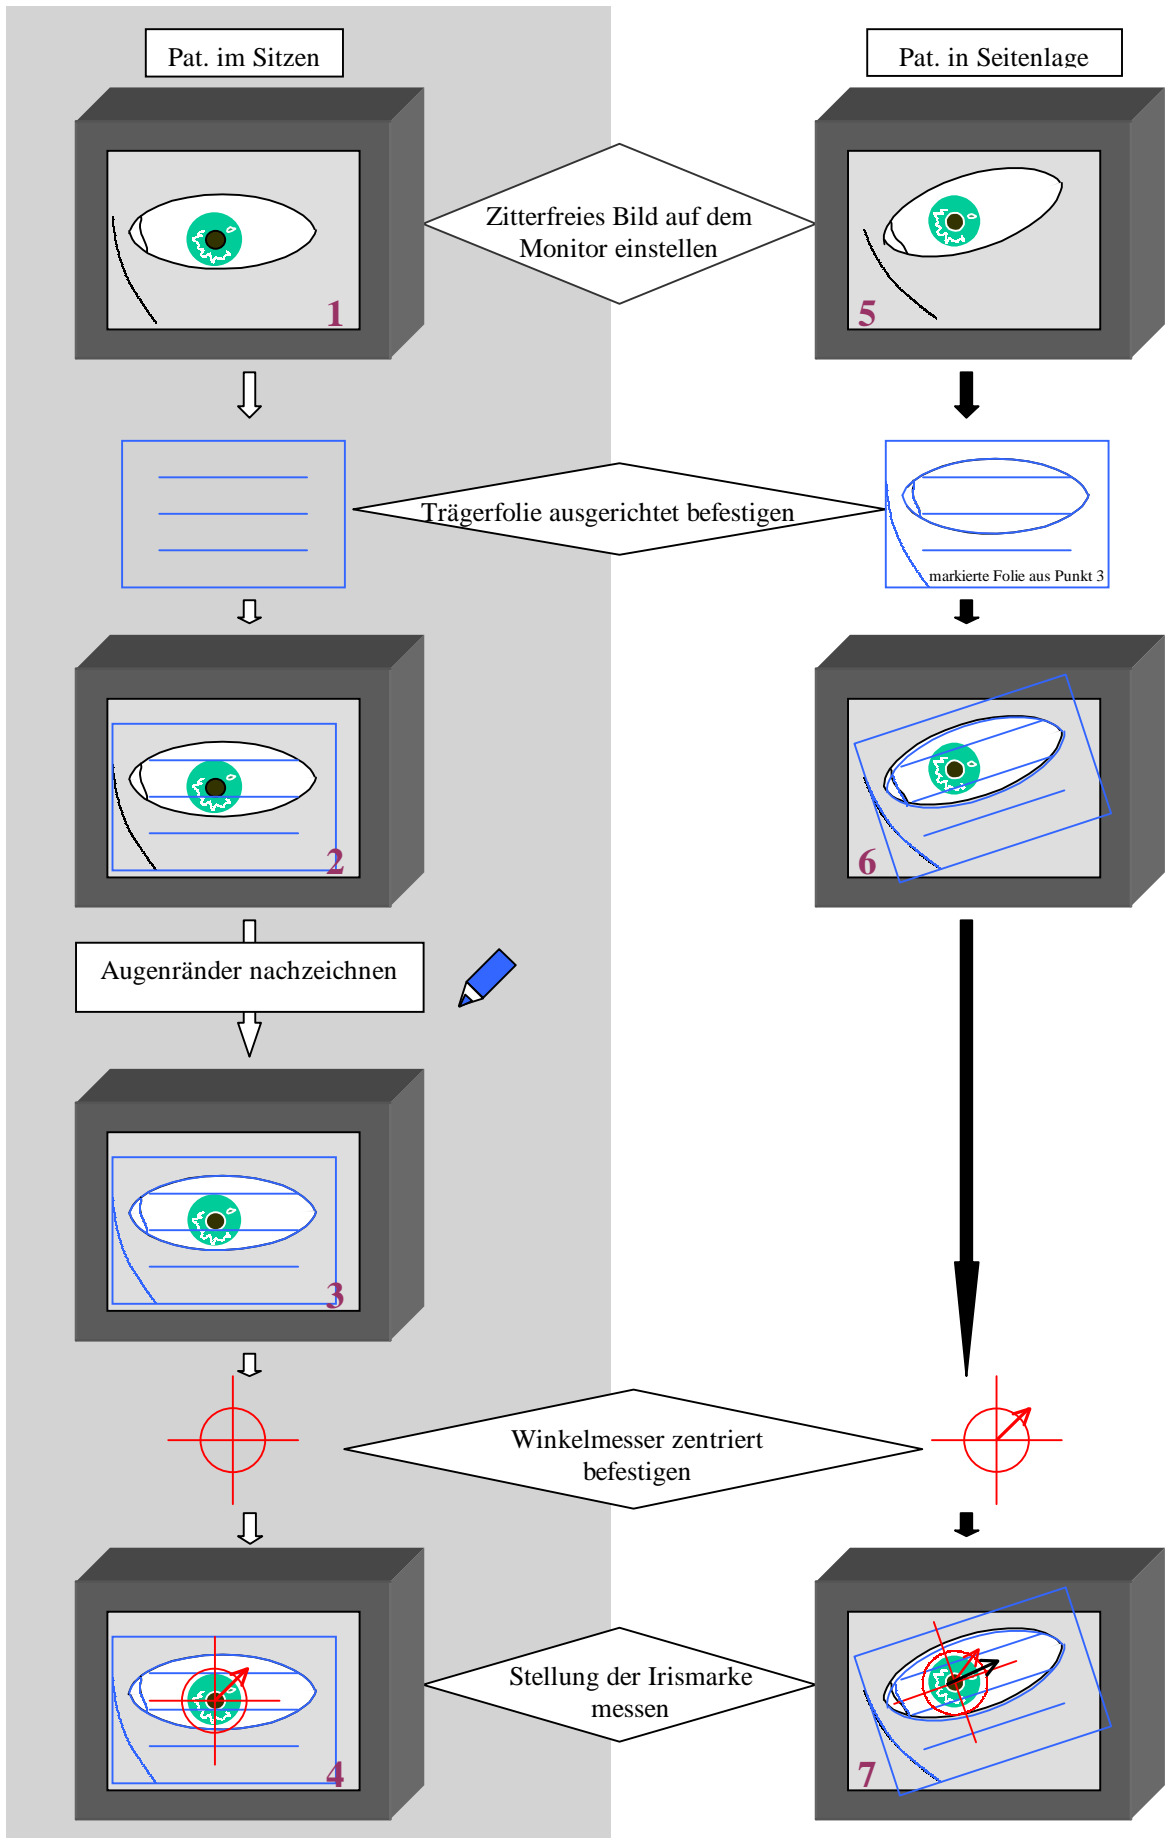 Pat. im Sitzen
Pat. in Seitenlage
Zitterfreies Bild auf dem
Monitor einstellen
1
5
Trägerfolie ausgerichtet befestigen
markierte Folie aus Punkt 3
2
6
Augenränder nachzeichnen
3
Winkelmesser zentriert
befestigen
Stellung der Irismarke
messen
4
7